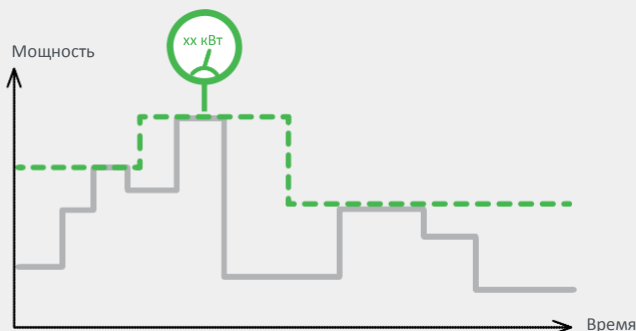 хх кВт
Мощность
Время